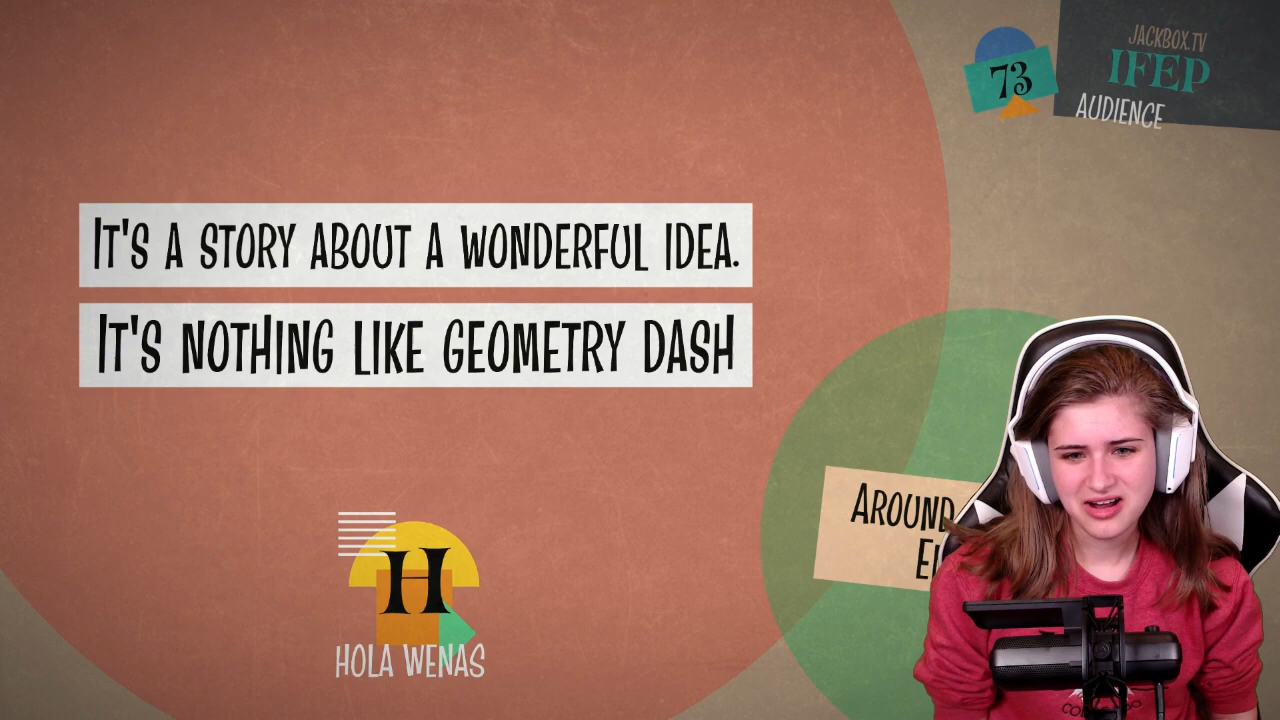 JACKBOX.TV
73
IFEP
AUDIENCE
IT'S A STORY ABOUT A WONDERFUL IDEA.
IT'S NOTHING LIKE GEOMETRY DASH
AROUND
H
HOLA WENAS